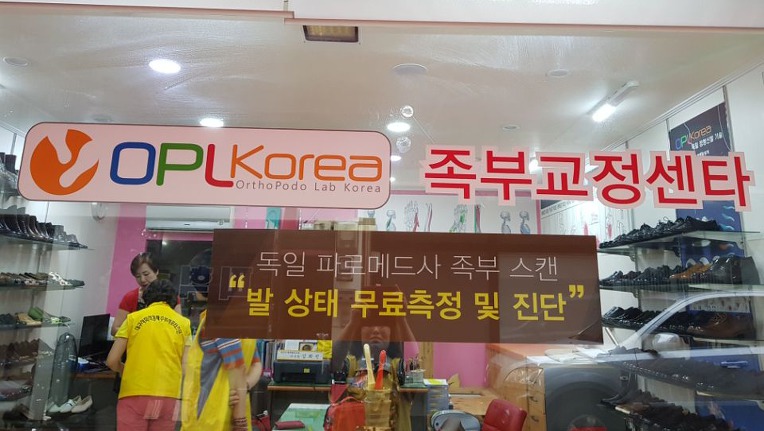 OPLKorea
OrthoPodo Lab Korea
족부교정센타
독일 파로메드사 족부 스캔
“발 상태 무료측정 및 진단”
OPLKorea